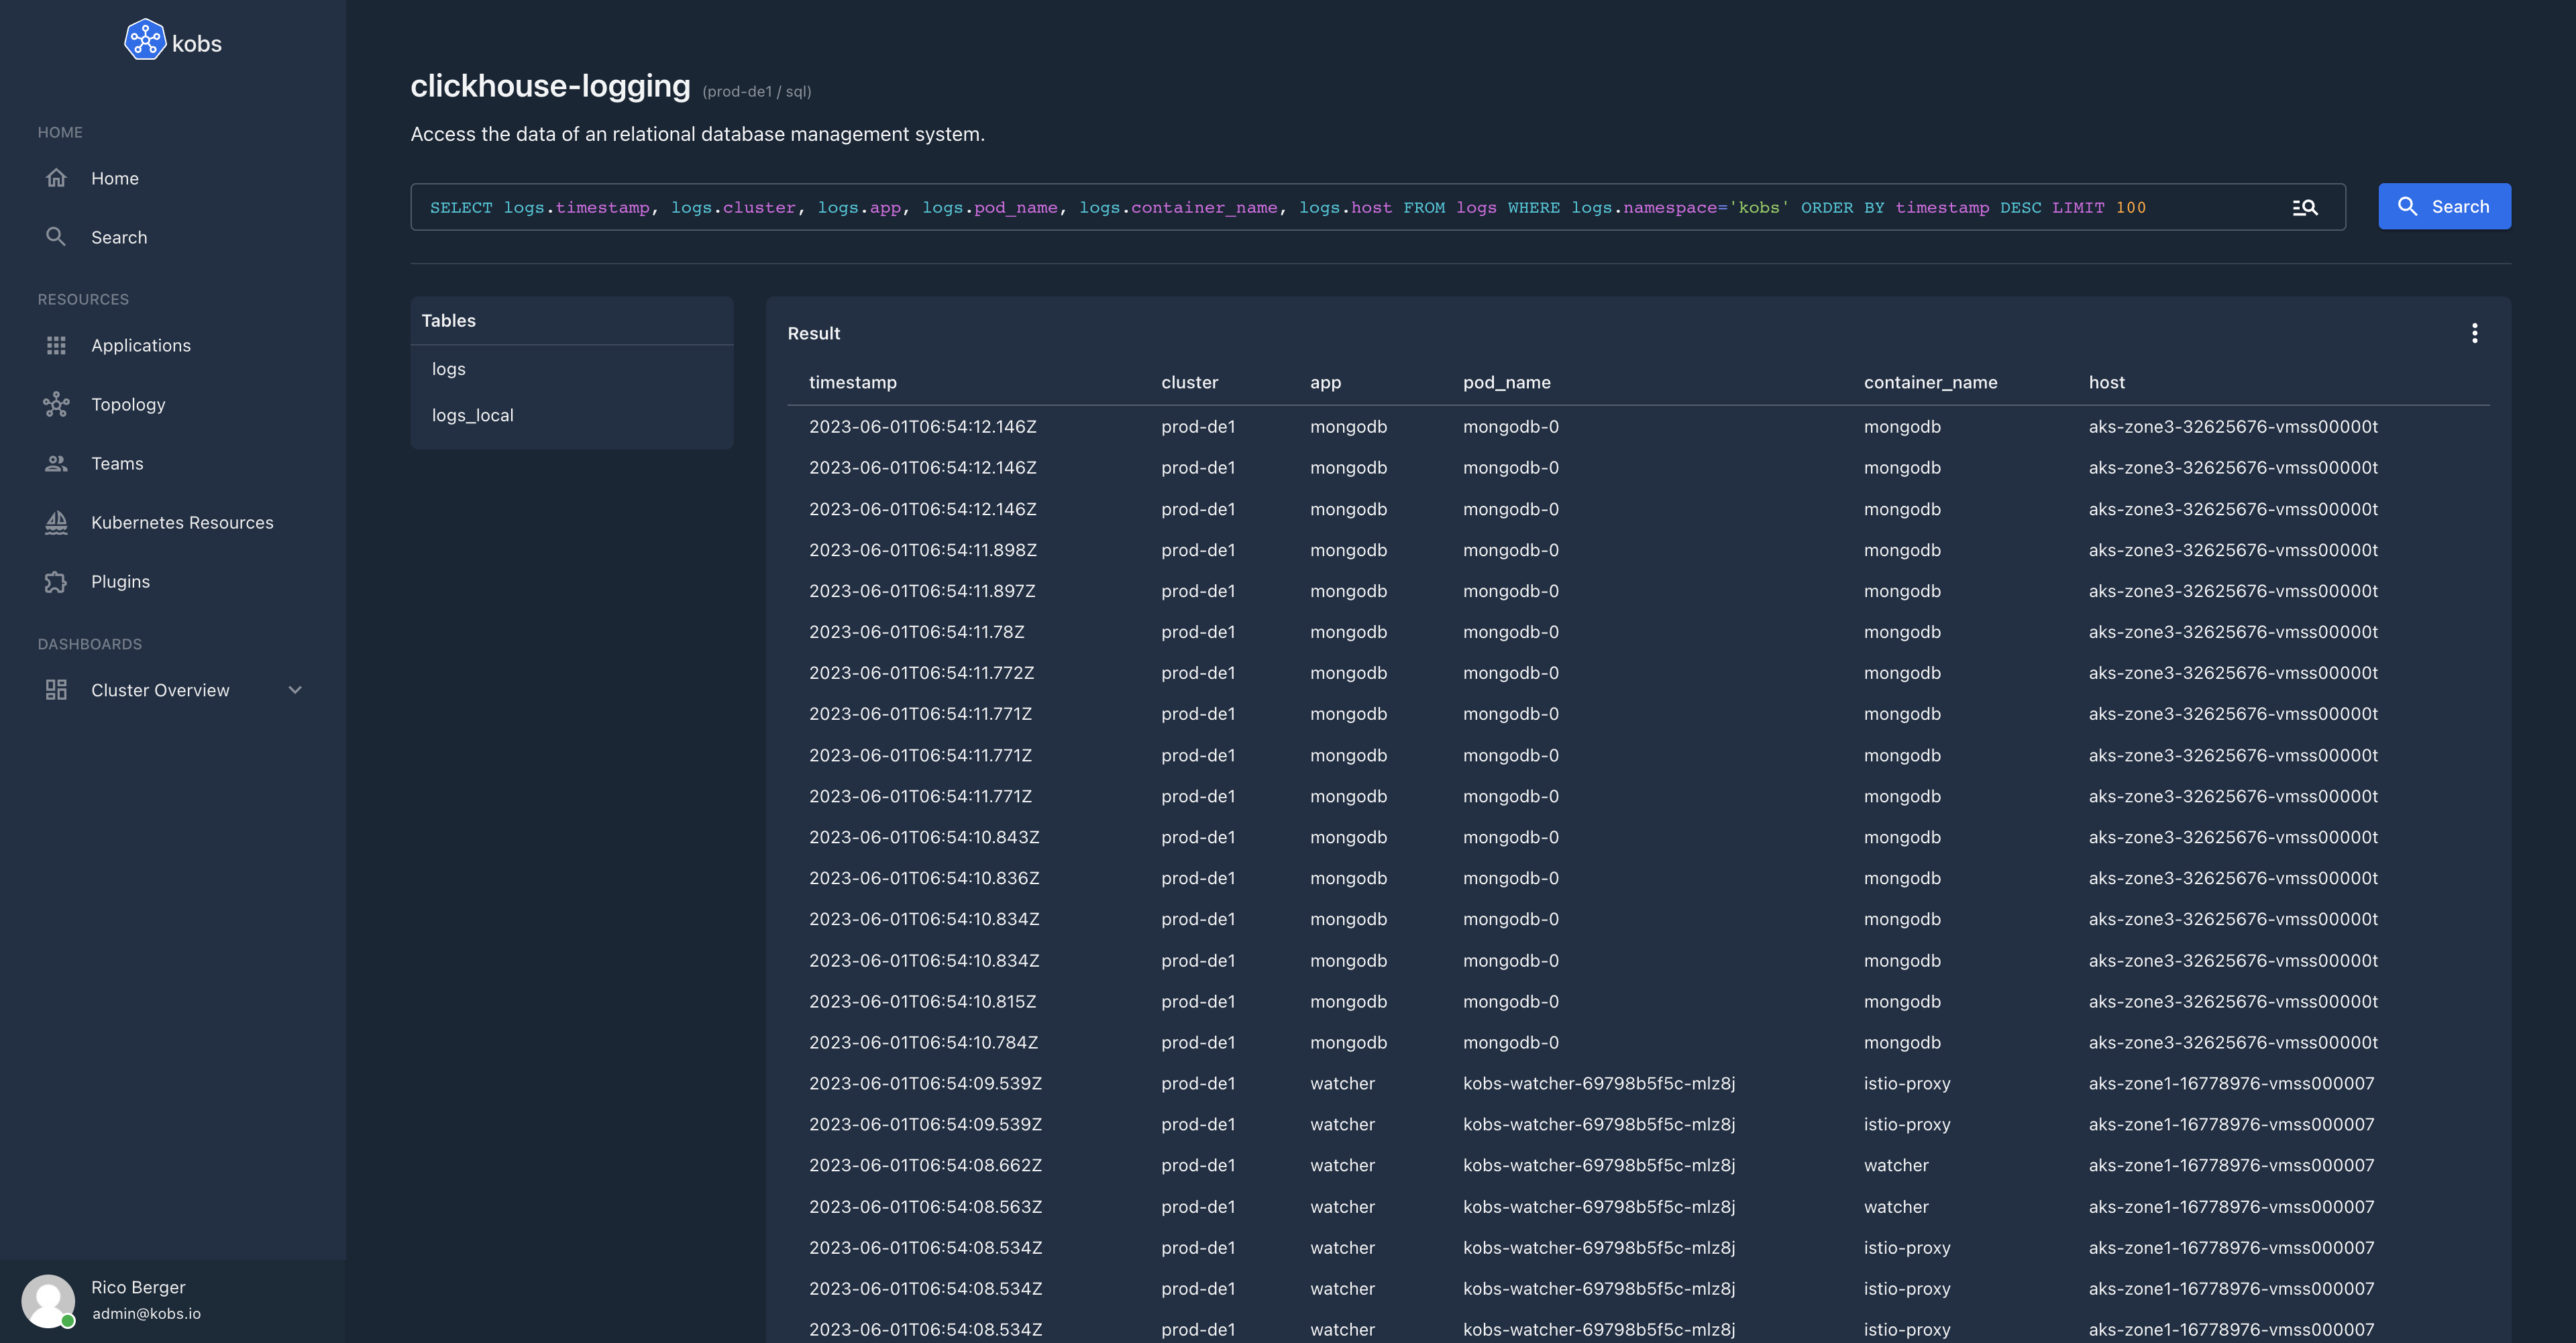 kobs
HOME
Home
Search
RESOURCES
Applications
Topology
Teams
Kubernetes Resources
Plugins
DASHBOARDS
Cluster Overview
Rico Berger
admin@kobs.io
clickhouse-logging (prod-de1 / sql)
Access the data of an relational database management system.
SELECT logs.timestamp, logs.cluster, logs.app, logs.pod_name, logs.container_name, logs.host FROM logs WHERE logs.namespace='kobs' ORDER BY timestamp DESC LIMIT 100
Search
Tables
logs
logs_local
Result
timestamp cluster app pod_name container_name host
2023-06-01T06:54:12.146Z prod-de1 mongodb mongodb-0 mongodb aks-zone3-32625676-vmss00000t
2023-06-01T06:54:12.146Z prod-de1 mongodb mongodb-0 mongodb aks-zone3-32625676-vmss00000t
2023-06-01T06:54:12.146Z prod-de1 mongodb mongodb-0 mongodb aks-zone3-32625676-vmss00000t
2023-06-01T06:54:11.898Z prod-de1 mongodb mongodb-0 mongodb aks-zone3-32625676-vmss00000t
2023-06-01T06:54:11.897Z prod-de1 mongodb mongodb-0 mongodb aks-zone3-32625676-vmss00000t
2023-06-01T06:54:11.78Z prod-de1 mongodb mongodb-0 mongodb aks-zone3-32625676-vmss00000t
2023-06-01T06:54:11.772Z prod-de1 mongodb mongodb-0 mongodb aks-zone3-32625676-vmss00000t
2023-06-01T06:54:11.771Z prod-de1 mongodb mongodb-0 mongodb aks-zone3-32625676-vmss00000t
2023-06-01T06:54:11.771Z prod-de1 mongodb mongodb-0 mongodb aks-zone3-32625676-vmss00000t
2023-06-01T06:54:11.771Z prod-de1 mongodb mongodb-0 mongodb aks-zone3-32625676-vmss00000t
2023-06-01T06:54:10.843Z prod-de1 mongodb mongodb-0 mongodb aks-zone3-32625676-vmss00000t
2023-06-01T06:54:10.836Z prod-de1 mongodb mongodb-0 mongodb aks-zone3-32625676-vmss00000t
2023-06-01T06:54:10.834Z prod-de1 mongodb mongodb-0 mongodb aks-zone3-32625676-vmss00000t
2023-06-01T06:54:10.834Z prod-de1 mongodb mongodb-0 mongodb aks-zone3-32625676-vmss00000t
2023-06-01T06:54:10.815Z prod-de1 mongodb mongodb-0 mongodb aks-zone3-32625676-vmss00000t
2023-06-01T06:54:10.784Z prod-de1 mongodb mongodb-0 mongodb aks-zone3-32625676-vmss00000t
2023-06-01T06:54:09.539Z prod-de1 watcher kobs-watcher-69798b5f5c-mlz8j istio-proxy aks-zone1-16778976-vmss000007
2023-06-01T06:54:09.539Z prod-de1 watcher kobs-watcher-69798b5f5c-mlz8j istio-proxy aks-zone1-16778976-vmss000007
2023-06-01T06:54:08.662Z prod-de1 watcher kobs-watcher-69798b5f5c-mlz8j watcher aks-zone1-16778976-vmss000007
2023-06-01T06:54:08.563Z prod-de1 watcher kobs-watcher-69798b5f5c-mlz8j watcher aks-zone1-16778976-vmss000007
2023-06-01T06:54:08.534Z prod-de1 watcher kobs-watcher-69798b5f5c-mlz8j istio-proxy aks-zone1-16778976-vmss000007
2023-06-01T06:54:08.534Z prod-de1 watcher kobs-watcher-69798b5f5c-mlz8j istio-proxy aks-zone1-16778976-vmss000007
2023-06-01T06:54:08.534Z prod-de1 watcher kobs-watcher-69798b5f5c-mlz8j istio-proxy aks-zone1-16778976-vmss000007